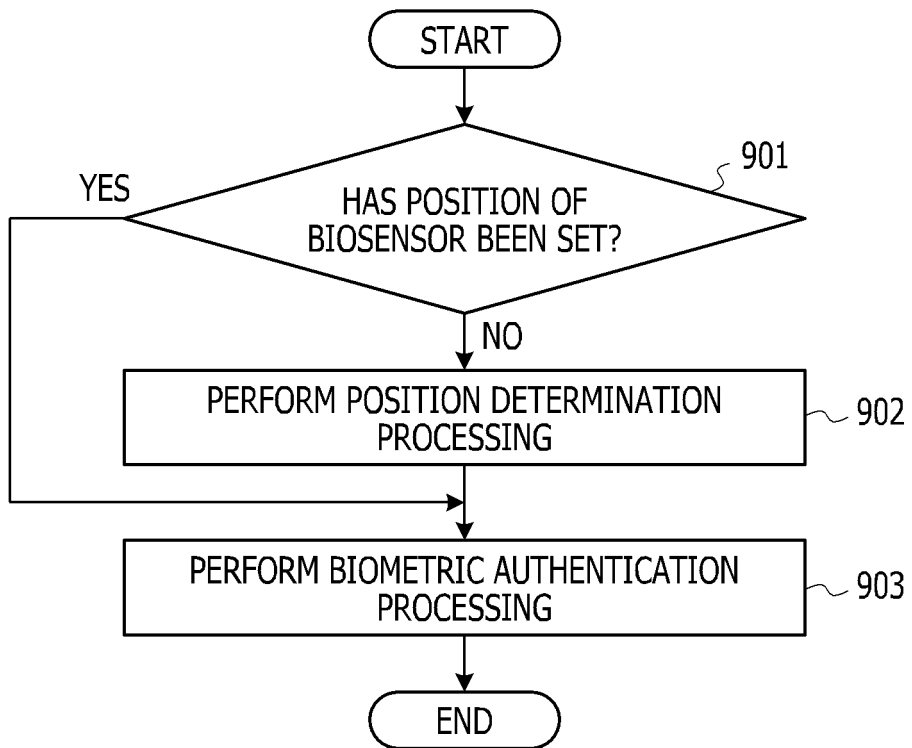 START
901
YES
HAS POSITION OF
BIOSENSOR BEEN SET?
NO
PERFORM POSITION DETERMINATION
PROCESSING
902
PERFORM BIOMETRIC AUTHENTICATION
PROCESSING
903
END